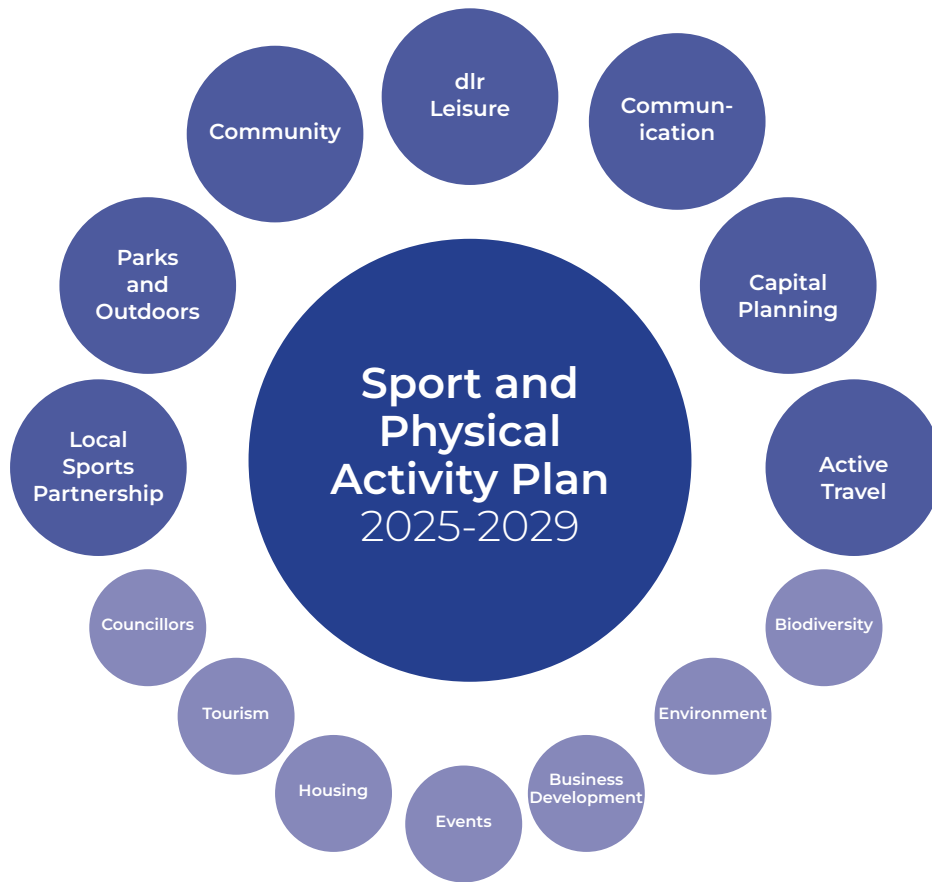 dlr
Leisure
Commun-
ication
Community
Parks
and
Outdoors
Capital
Planning
Sport and
Physical
Activity Plan
2025-2029
Local
Sports
Partnership
Active
Travel
Councillors
Biodiversity
Tourism
Environment
Housing
Business
Development
Events